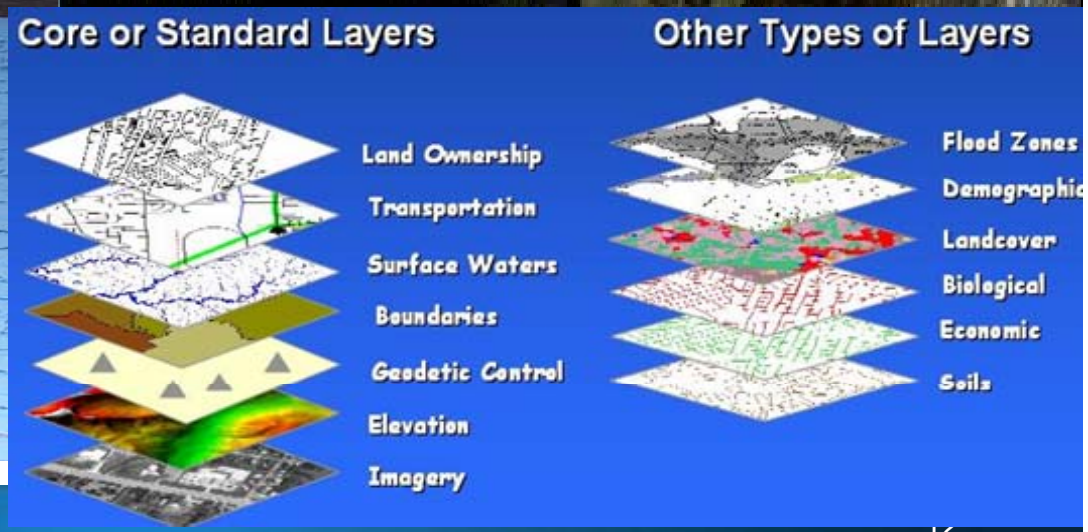 Core or Standard Layers
Land Ownership
Transportation
Surface Waters
Boundaries
Geodetic Control
Elevation
Imagery
Other Types of Layers
Flood Zones
Demographic
Landcover
Biological
Economic
Soils